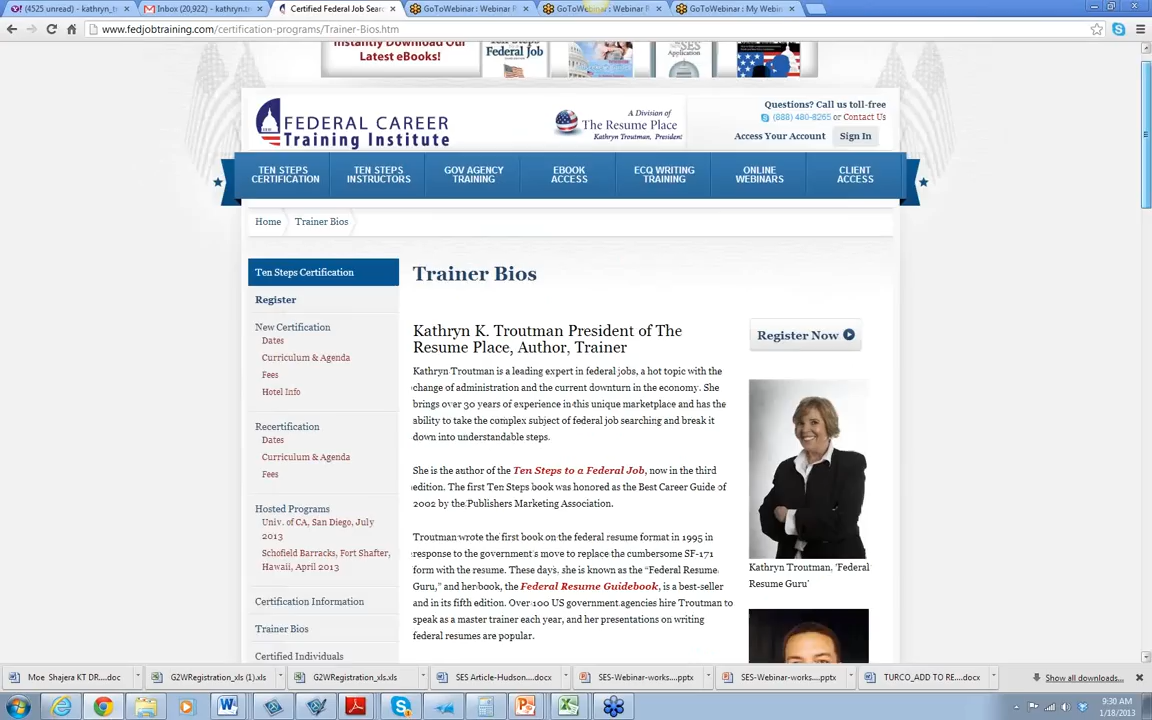 (4525 unread) - kathryn_t
Inbox (20,922) - kathryn.tr
Certified Federal Job Searc
GoToWebinar : Webinar R
GoToWebinar : Webinar R
GoToWebinar : My Webin
www.fedjobtraining.com/certification-programs/Trainer-Bios.htm
Instantly Download Our
Latest eBooks!
Steps
Federal Job
SES
Application
FEDERAL CAREER
Training Institute
A Division of
The Resume Place
Kathryn Troutman, President
Questions? Call us toll-free
(888) 480-8265 or Contact Us
Access Your Account
Sign In
TEN STEPS
CERTIFICATION
TEN STEPS
INSTRUCTORS
GOV AGENCY
TRAINING
EBOOK
ACCESS
ECQ WRITING
TRAINING
ONLINE
WEBINARS
CLIENT
ACCESS
Home
Trainer Bios
Ten Steps Certification
Register
New Certification
Dates
Curriculum & Agenda
Fees
Hotel Info
Recertification
Dates
Curriculum & Agenda
Fees
Hosted Programs
Univ. of CA, San Diego, July
2013
Schofield Barracks, Fort Shafter,
Hawaii, April 2013
Certification Information
Trainer Bios
Certified Individuals
Trainer Bios
Kathryn K. Troutman President of The
Resume Place, Author, Trainer
Kathryn Troutman is a leading expert in federal jobs, a hot topic with the
change of administration and the current downturn in the economy. She
brings over 30 years of experience in this unique marketplace and has the
ability to take the complex subject of federal job searching and break it
down into understandable steps.
She is the author of the Ten Steps to a Federal Job, now in the third
edition. The first Ten Steps book was honored as the Best Career Guide of
2002 by the Publishers Marketing Association.
Troutman wrote the first book on the federal resume format in 1995 in
response to the government's move to replace the cumbersome SF-171
form with the resume. These days, she is known as the "Federal Resume
Guru," and her book, the Federal Resume Guidebook, is a best-seller
and in its fifth edition. Over 100 US government agencies hire Troutman to
speak as a master trainer each year, and her presentations on writing
federal resumes are popular.
Register Now
Kathryn Troutman, 'Federal
Resume Guru'
Moe Shajera KT DR....doc
G2WRegistration_xls (1).xls
G2WRegistration_xls.xls
SES Article-Hudson....docx
SES-Webinar-works....pptx
SES-Webinar-works....pptx
TURCO_ADD TO RE....docx
Show all downloads...
9:30 AM
1/18/2013